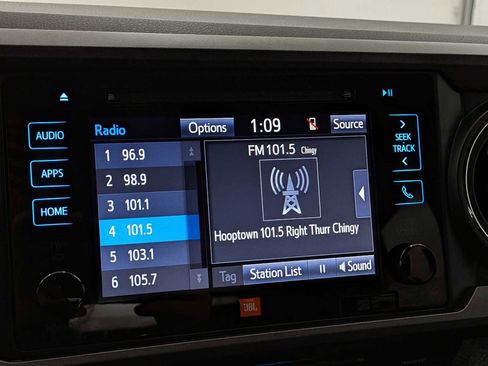 Radio Options 1:09 Source
AUDIO
APPS
HOME
1 96.9
2 98.9
3 101.1
4 101.5
5 103.1
6 105.7
FM 101.5 Chingy
Hooptown 101.5 Right Thurr Chingy
Tag Station List Sound
SEEK
TRACK
JBL